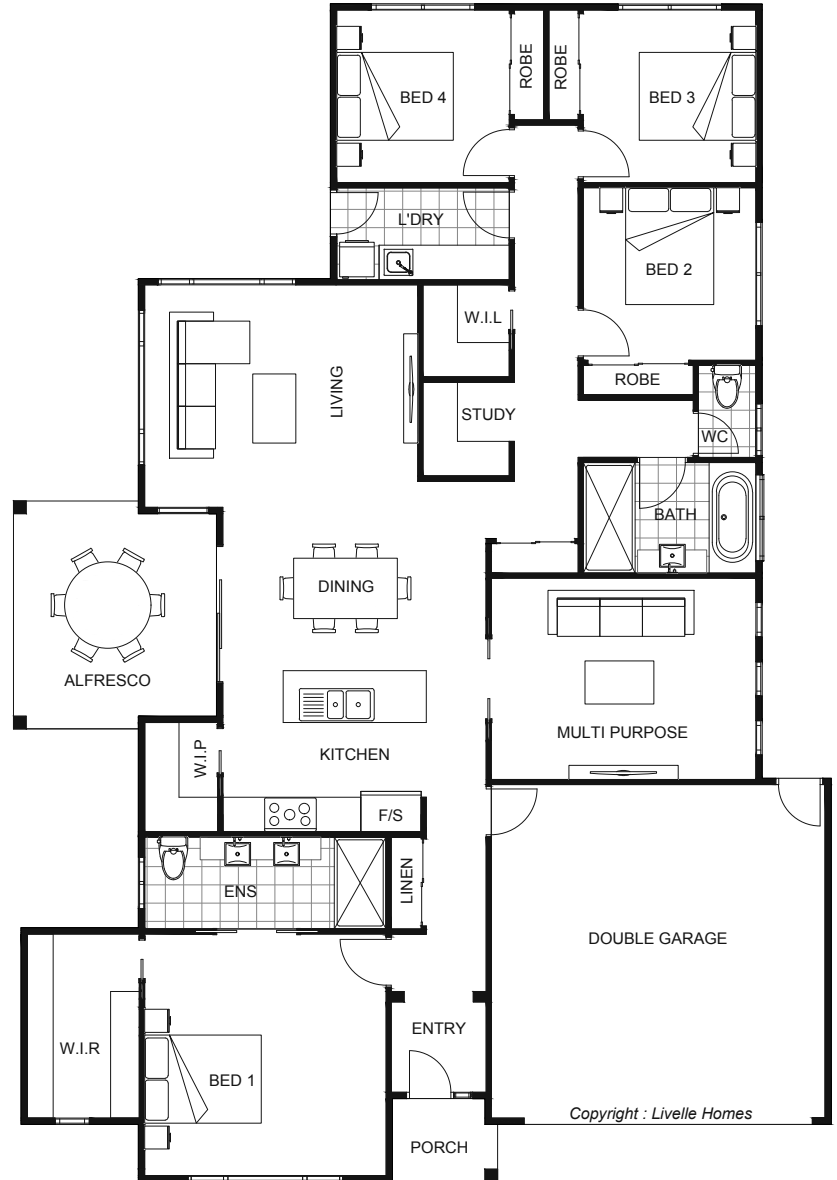 BED 4
ROBE
ROBE
BED 3
L'DRY
BED 2
W.I.L
ROBE
LIVING
STUDY
WC
BATH
DINING
ALFRESCO
MULTI PURPOSE
W.I.P
KITCHEN
F/S
ENS
LINEN
DOUBLE GARAGE
W.I.R
ENTRY
BED 1
Copyright : Livelle Homes
PORCH